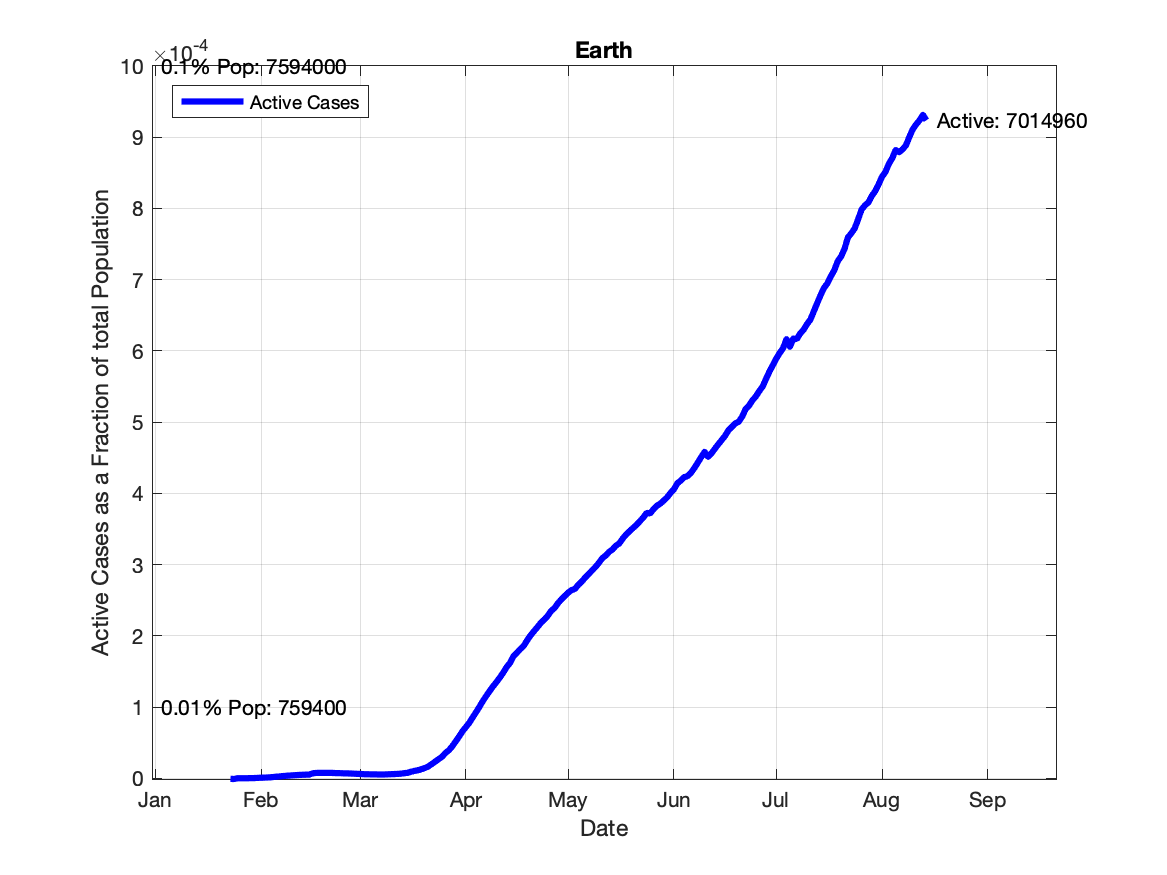 Earth
×10-4
0.1% Pop: 7594000
Active Cases
Active: 7014960
0.01% Pop: 759400
10
9
8
7
6
5
4
3
2
1
0
Active Cases as a Fraction of total Population
Jan Feb Mar Apr May Jun Jul Aug Sep
Date